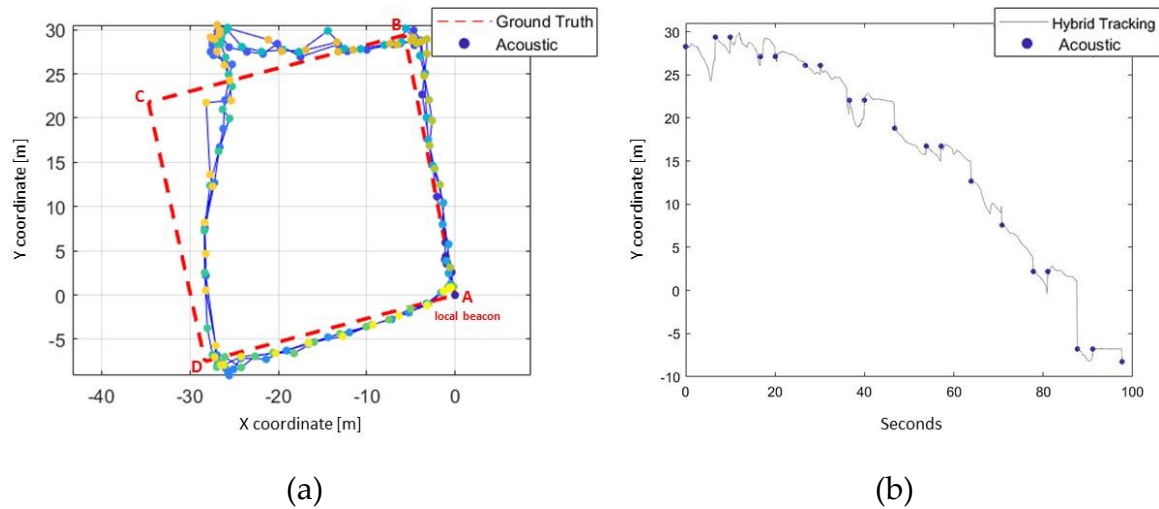 Ground Truth
Acoustic
B
C
A
local beacon
D
30
25
20
15
10
5
0
-5
-40
-30
-20
-10
0
Y coordinate [m]
X coordinate [m]
(a)
Hybrid Tracking
Acoustic
30
25
20
15
10
5
0
-5
-10
0
20
40
60
80
100
Y coordinate [m]
Seconds
(b)